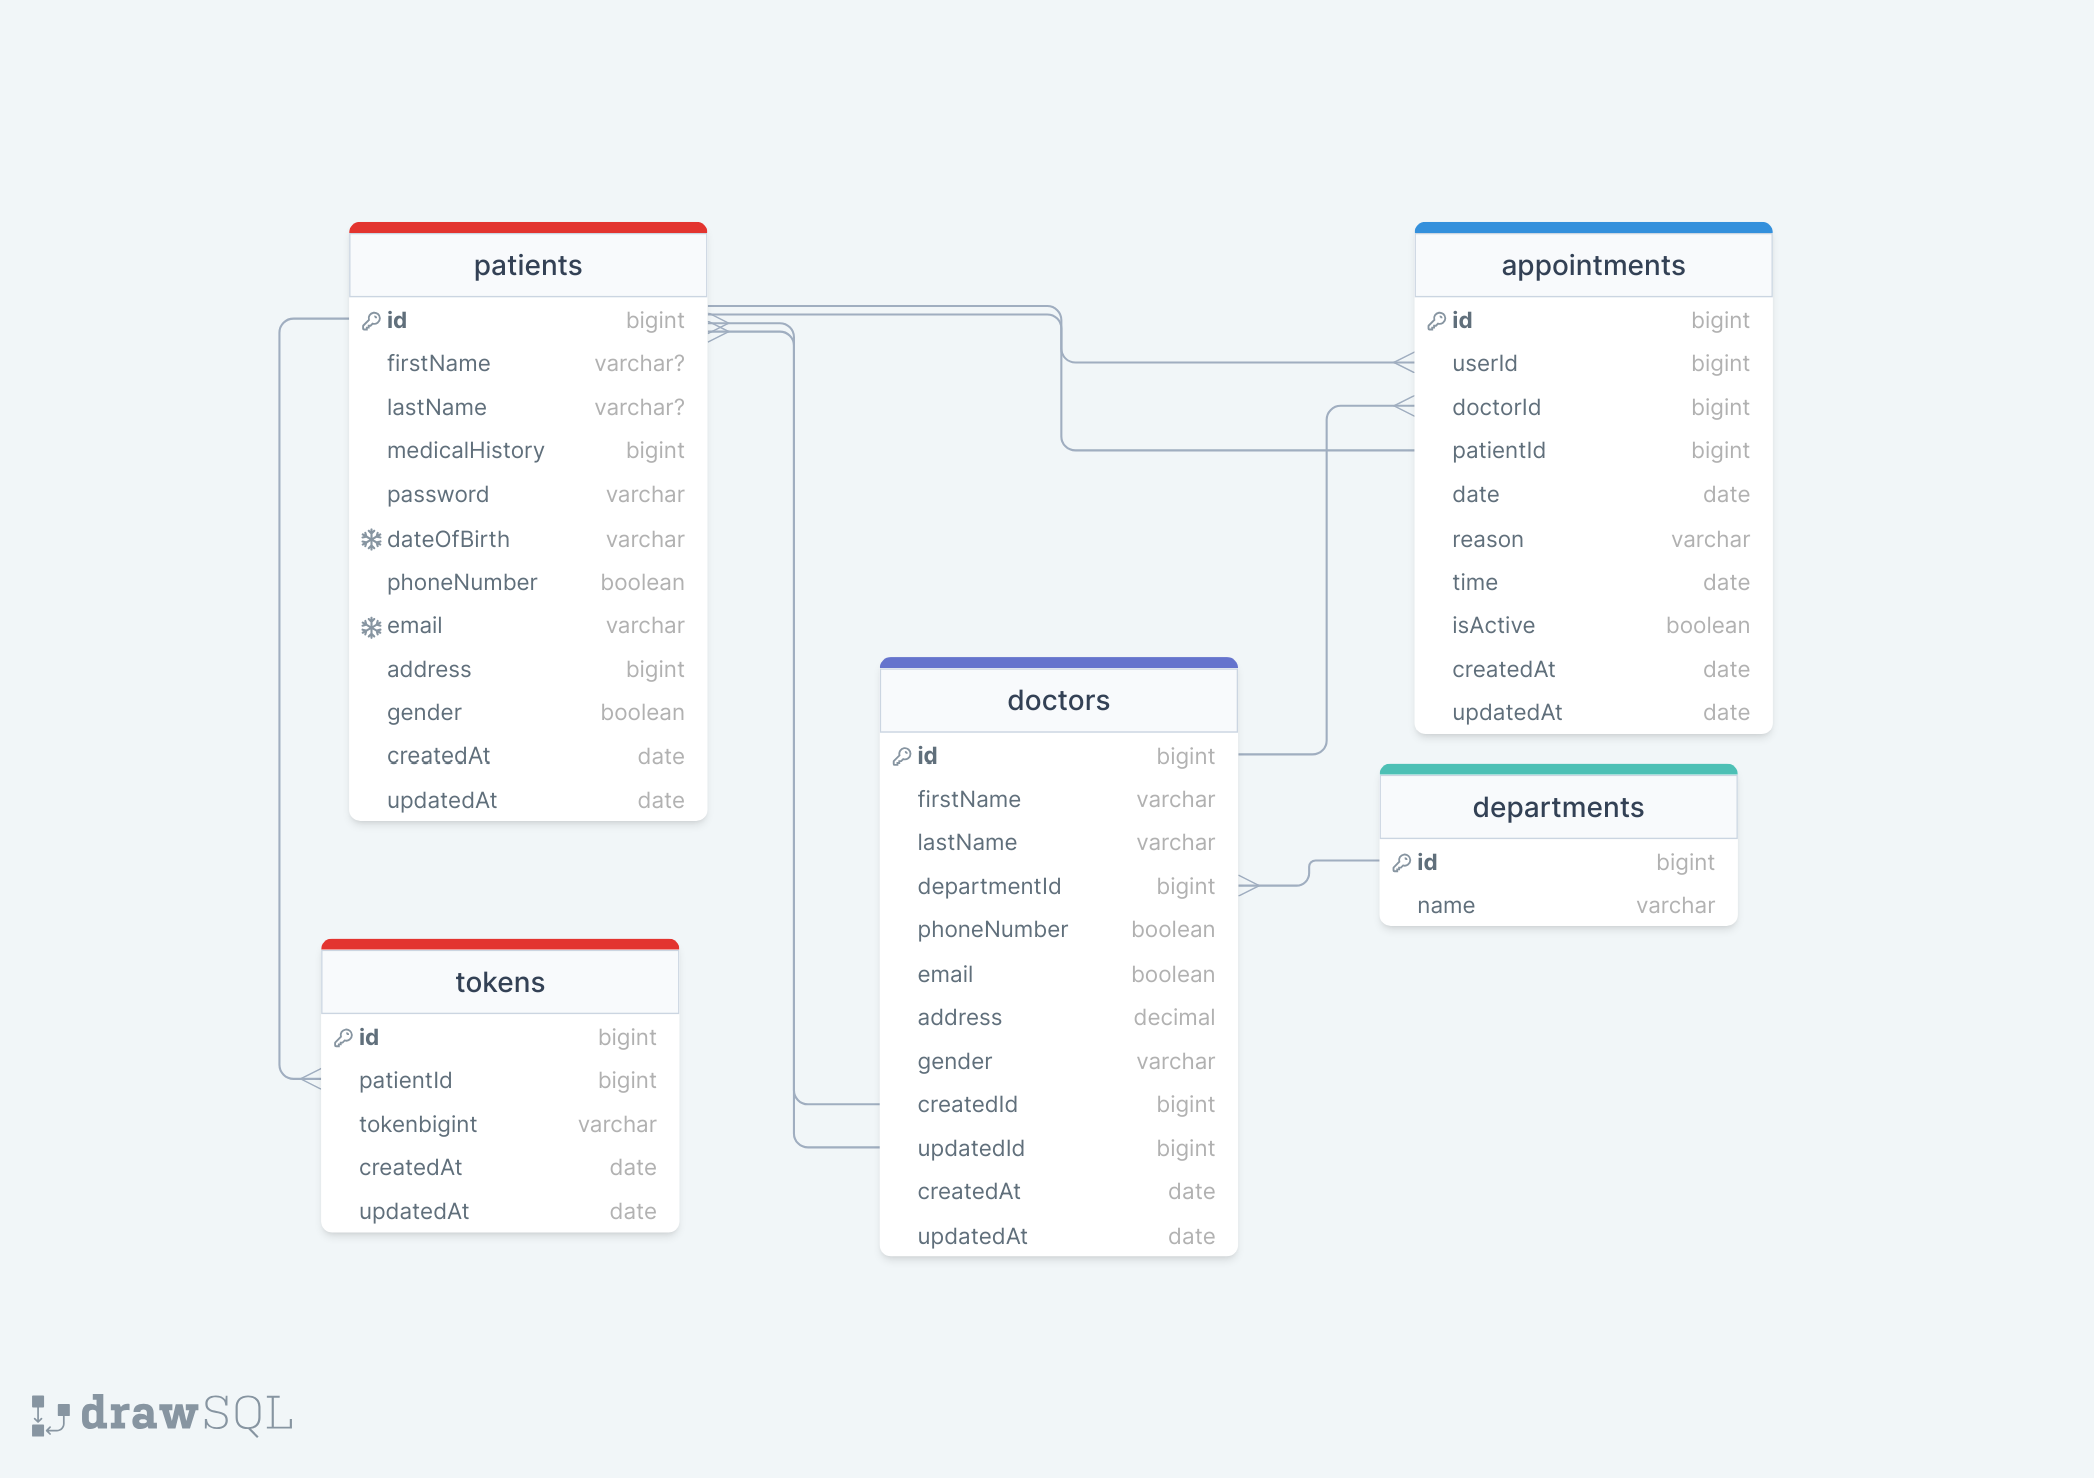 patients
id bigint
firstName varchar?
lastName varchar?
medicalHistory bigint
password varchar
dateOfBirth varchar
phoneNumber boolean
email varchar
address bigint
gender boolean
createdAt date
updatedAt date
appointments
id bigint
userId bigint
doctorId bigint
patientId bigint
date date
reason varchar
time date
isActive boolean
createdAt date
updatedAt date
doctors
id bigint
firstName varchar
lastName varchar
departmentId bigint
phoneNumber boolean
email boolean
address decimal
gender varchar
createdId bigint
updatedId bigint
createdAt date
updatedAt date
departments
id bigint
name varchar
tokens
id bigint
patientId bigint
tokenbigint varchar
createdAt date
updatedAt date
drawSQL